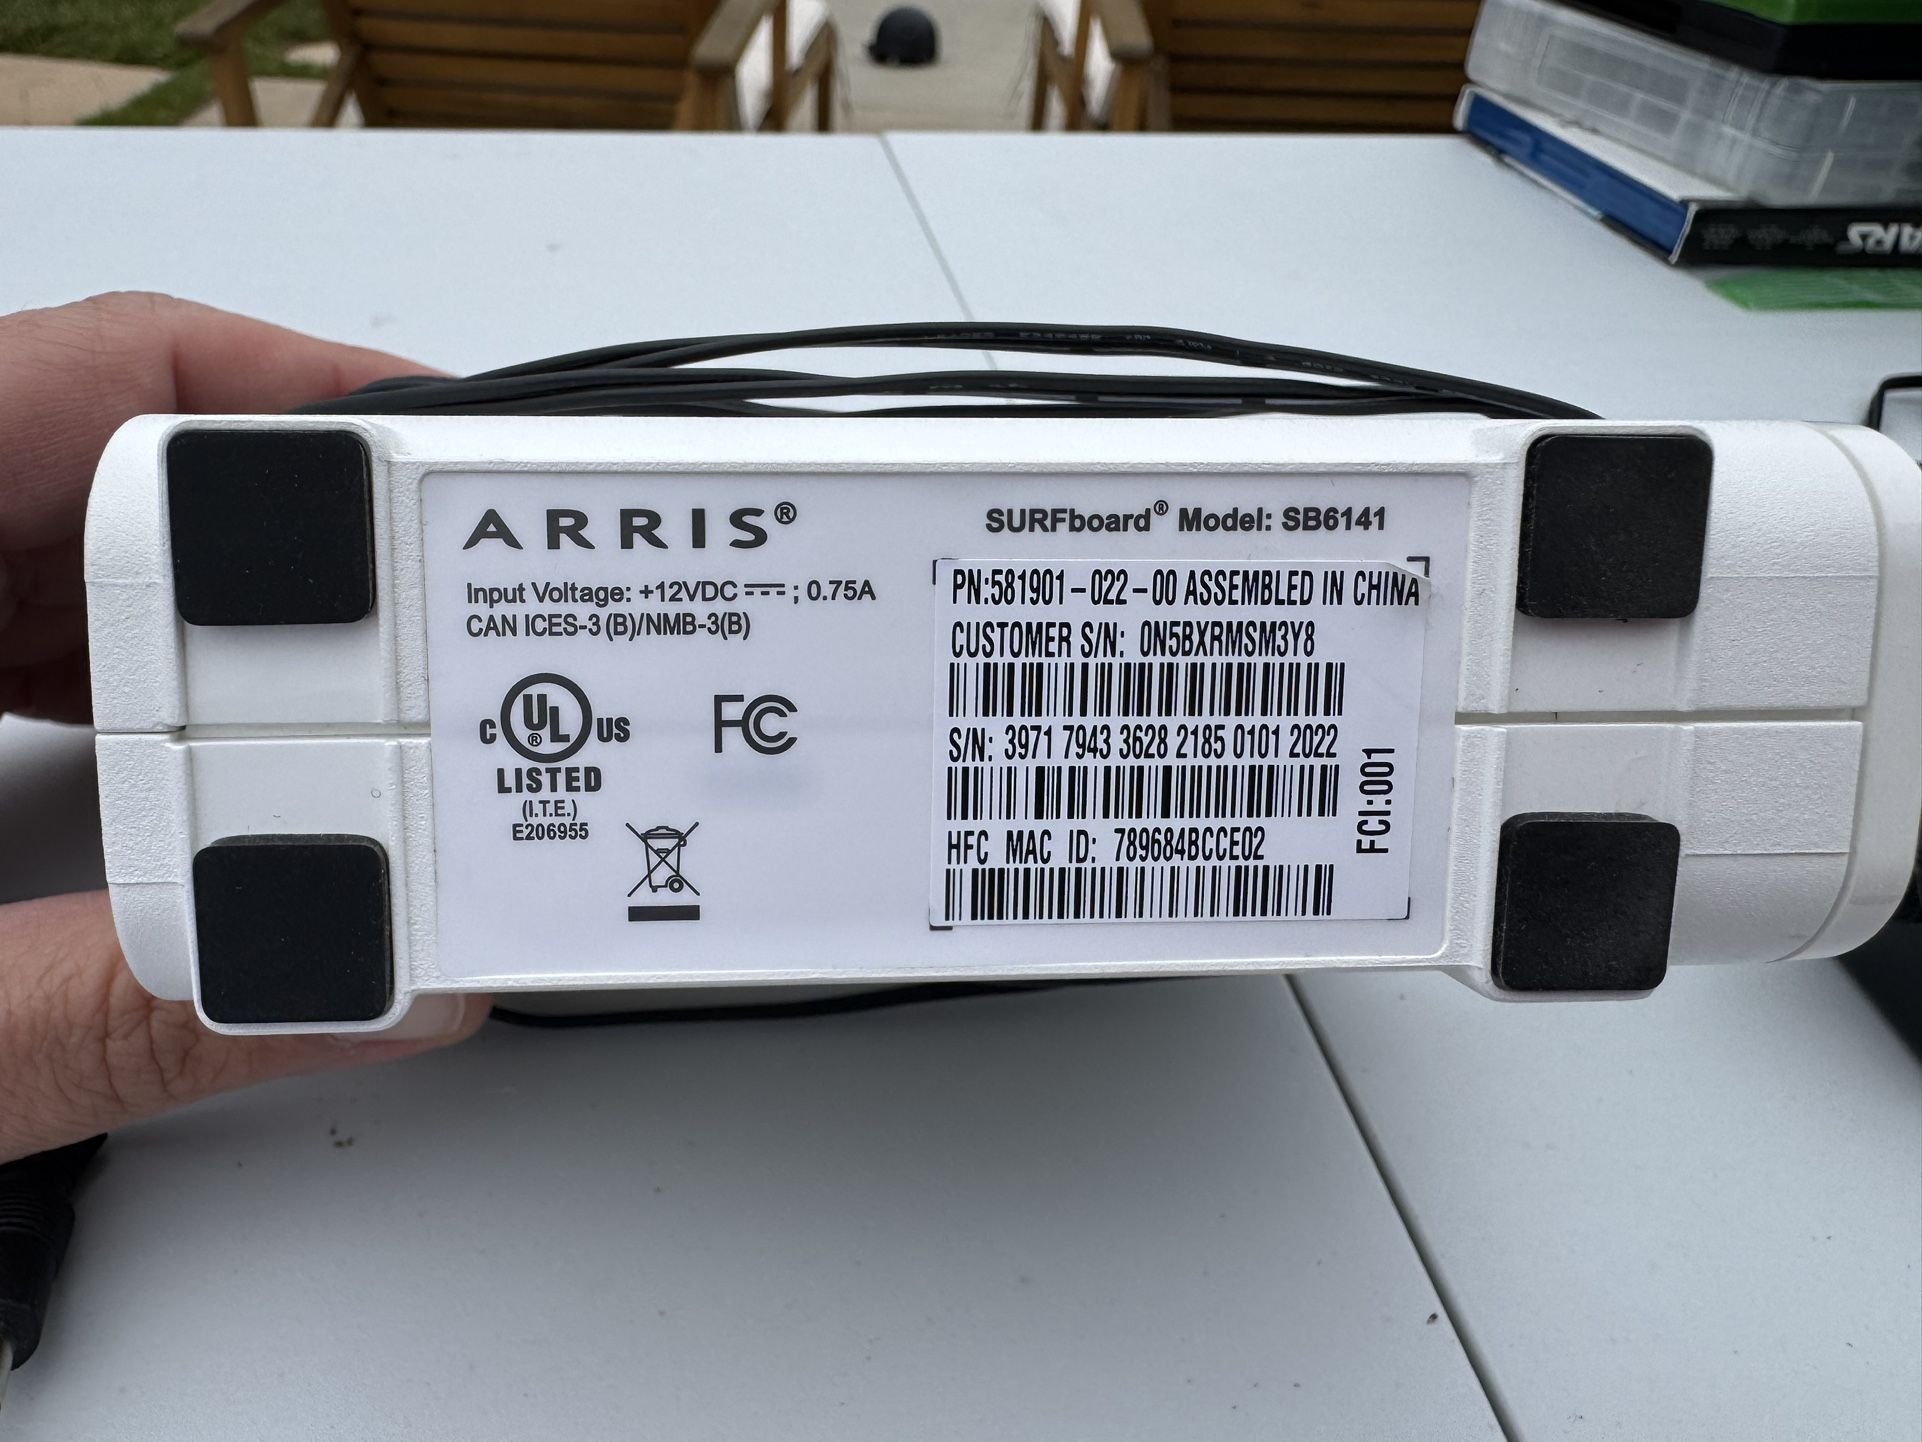 ARRIS®
SURFboard® Model: SB6141
Input Voltage: +12VDC ⎓ ; 0.75A
CAN ICES-3 (B)/NMB-3(B)
C UL® US
LISTED
(I.T.E.)
E206955
FC
PN:581901-022-00 ASSEMBLED IN CHINA
CUSTOMER S/N: 0N5BXRMSM3Y8
S/N: 3971 7943 3628 2185 0101 2022
HFC MAC ID: 789684BCCE02
FCI:001